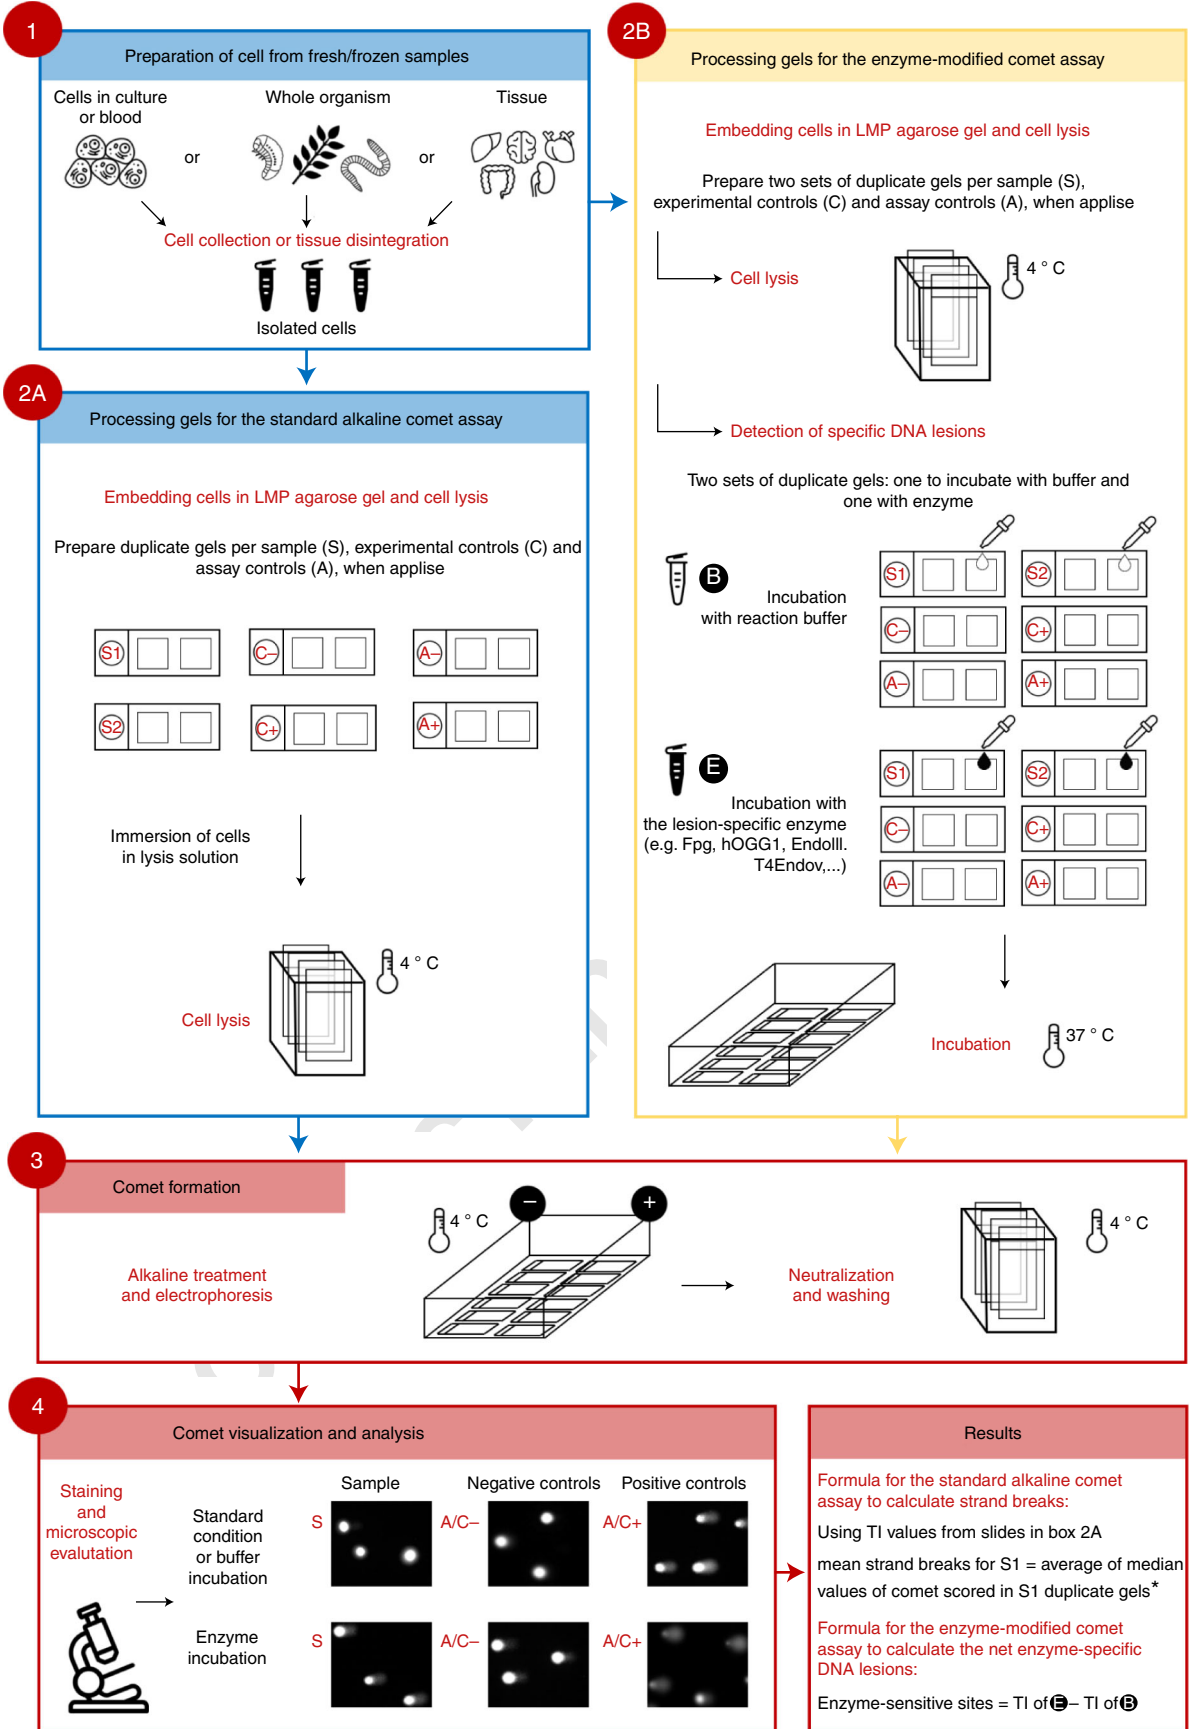 1
Preparation of cell from fresh/frozen samples
Cells in culture
or blood
or
Whole organism
or
Tissue
Cell collection or tissue disintegration
Isolated cells
2A
Processing gels for the standard alkaline comet assay
Embedding cells in LMP agarose gel and cell lysis
Prepare duplicate gels per sample (S), experimental controls (C) and
assay controls (A), when applise
S1
C–
A–
S2
C+
A+
Immersion of cells
in lysis solution
4 ° C
Cell lysis
2B
Processing gels for the enzyme-modified comet assay
Embedding cells in LMP agarose gel and cell lysis
Prepare two sets of duplicate gels per sample (S),
experimental controls (C) and assay controls (A), when applise
Cell lysis
4 ° C
Detection of specific DNA lesions
Two sets of duplicate gels: one to incubate with buffer and
one with enzyme
B
Incubation
with reaction buffer
S1
S2
C–
C+
A–
A+
E
Incubation with
the lesion-specific enzyme
(e.g. Fpg, hOGG1, EndoIII.
T4Endov,...)
S1
S2
C–
C+
A–
A+
Incubation
37 ° C
3
Comet formation
Alkaline treatment
and electrophoresis
4 ° C
–
+
Neutralization
and washing
4 ° C
4
Comet visualization and analysis
Staining
and
microscopic
evalutation
Standard
condition
or buffer
incubation
Enzyme
incubation
Sample
Negative controls
Positive controls
S
A/C–
A/C+
S
A/C–
A/C+
Results
Formula for the standard alkaline comet
assay to calculate strand breaks:
Using TI values from slides in box 2A
mean strand breaks for S1 = average of median
values of comet scored in S1 duplicate gels*
Formula for the enzyme-modified comet
assay to calculate the net enzyme-specific
DNA lesions:
Enzyme-sensitive sites = TI of E – TI of B